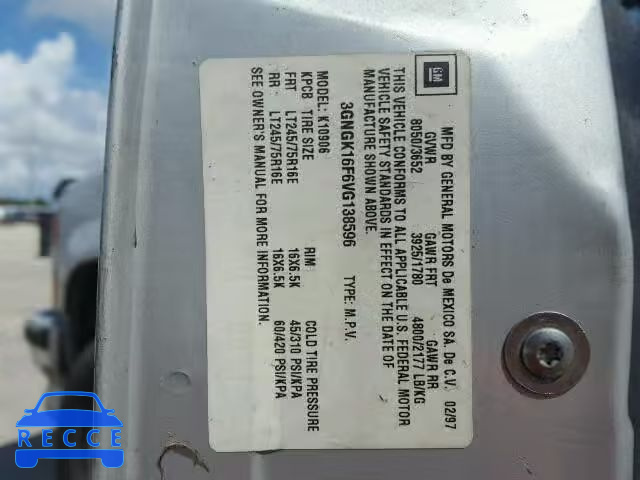 GM
MFD BY GENERAL MOTORS De MEXICO SA. De C.V. 02/97
GVWR GAWR FRT GAWR RR
8050/3652 3925/1780 4800/2177 LB/KG
THIS VEHICLE CONFORMS TO ALL APPLICABLE U.S. FEDERAL MOTOR
VEHICLE SAFETY STANDARDS IN EFFECT ON THE DATE OF
MANUFACTURE SHOWN ABOVE.
3GNGK16F6VG138596 TYPE: M.P.V.
MODEL: K10906
KPCB TIRE SIZE RIM COLD TIRE PRESSURE
FRT LT245/75R16E 16X6.5K 45/310 PSI/KPA
RR LT245/75R16E 16X6.5K 60/420 PSI/KPA
SEE OWNER'S MANUAL FOR MORE INFORMATION.
RECCE